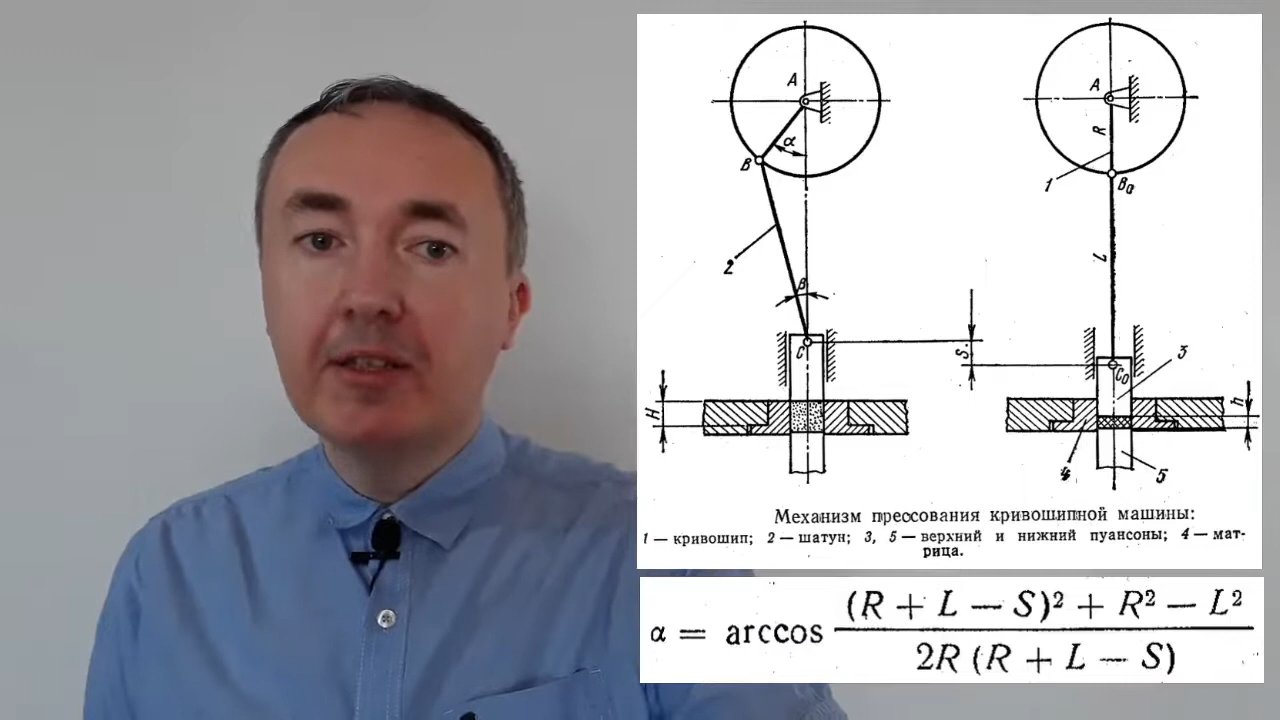 A
A
α
R
B
1
B₀
2
L
β
C
S
3
C₀
H
h
4
5
Механизм прессования кривошипной машины:
1 — кривошип; 2 — шатун; 3, 5 — верхний и нижний пуансоны; 4 — мат-
рица.
α = arccos (R + L − S)² + R² − L² / 2R (R + L − S)